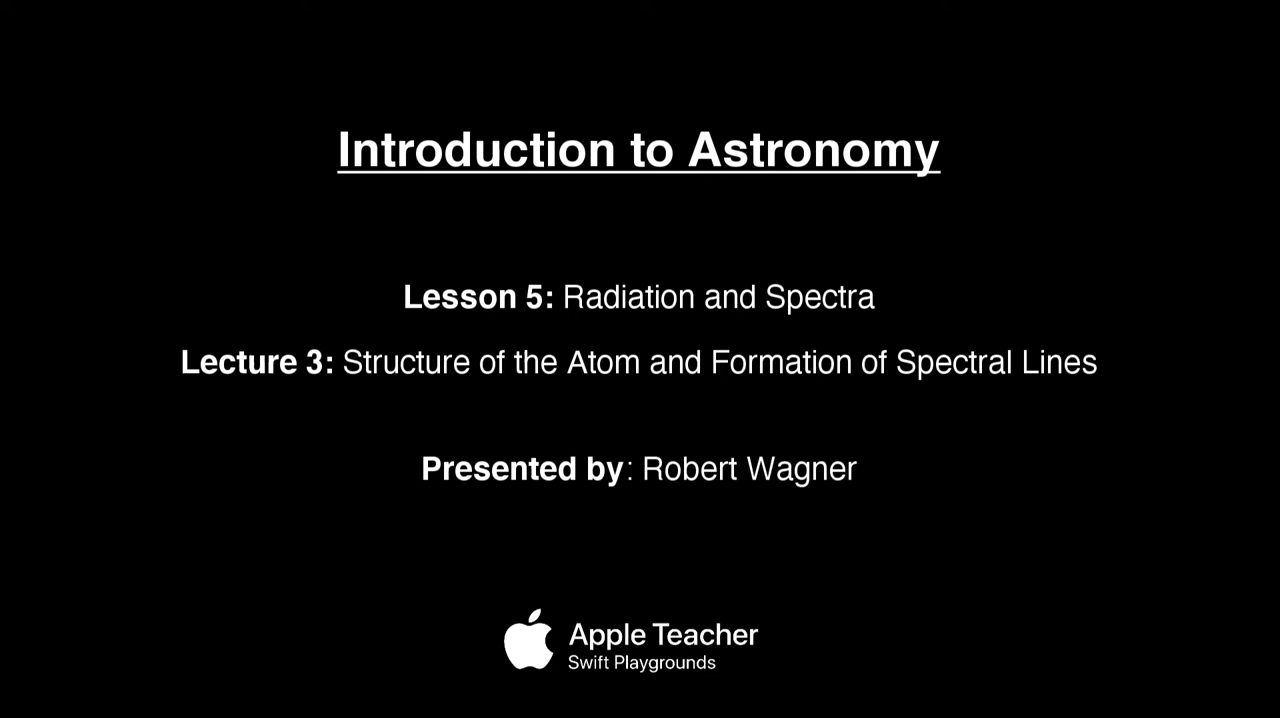 Introduction to Astronomy
Lesson 5: Radiation and Spectra
Lecture 3: Structure of the Atom and Formation of Spectral Lines
Presented by: Robert Wagner
Apple Teacher
Swift Playgrounds